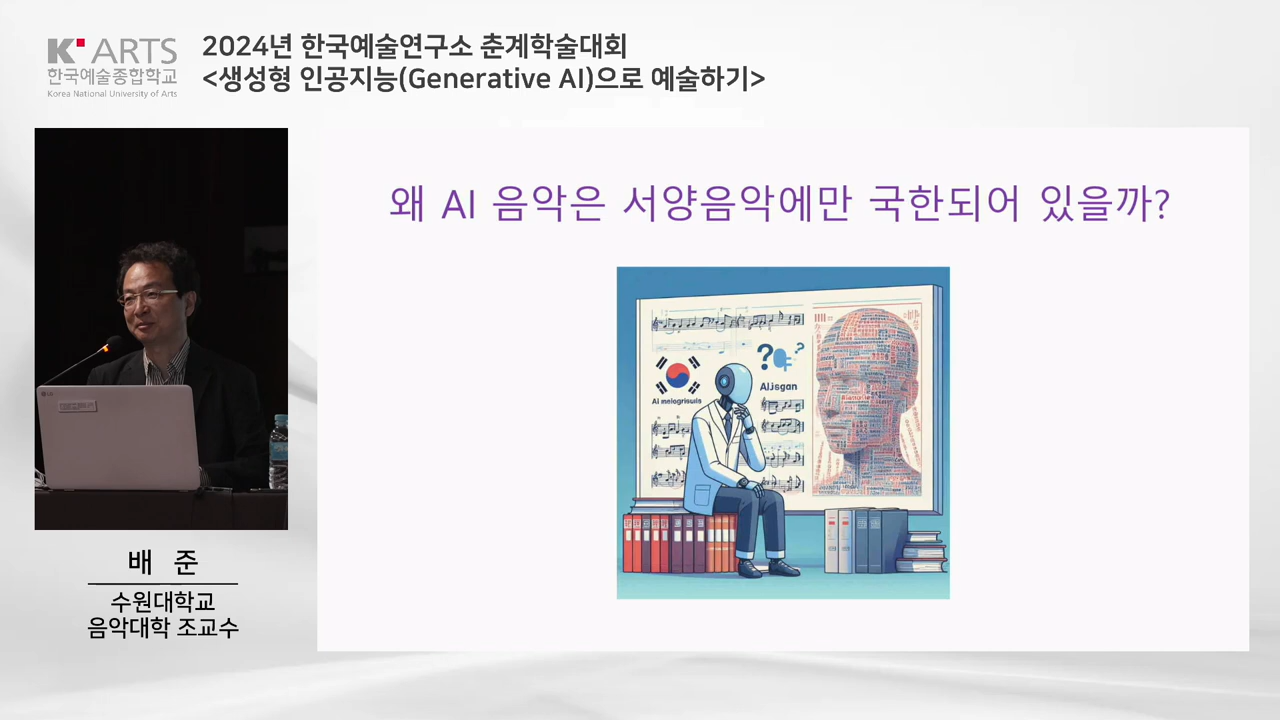 K ARTS
한국예술종합학교
Korea National University of Arts
2024년 한국예술연구소 춘계학술대회
<생성형 인공지능(Generative AI)으로 예술하기>
왜 AI 음악은 서양음악에만 국한되어 있을까?
? ?
AI.isgan
AI melogrisuis
LG
배 준
수원대학교
음악대학 조교수